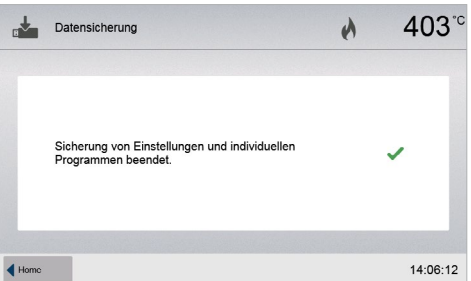 Datensicherung
403°C
Sicherung von Einstellungen und individuellen
Programmen beendet.
Home
14:06:12